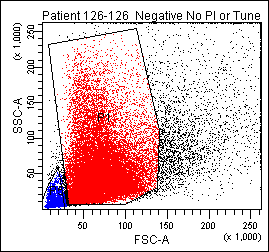 Patient 126-126 Negative No PI or Tune
(x 1,000)
SSC-A
250
200
150
100
50
50 100 150 200 250
FSC-A
(x 1,000)